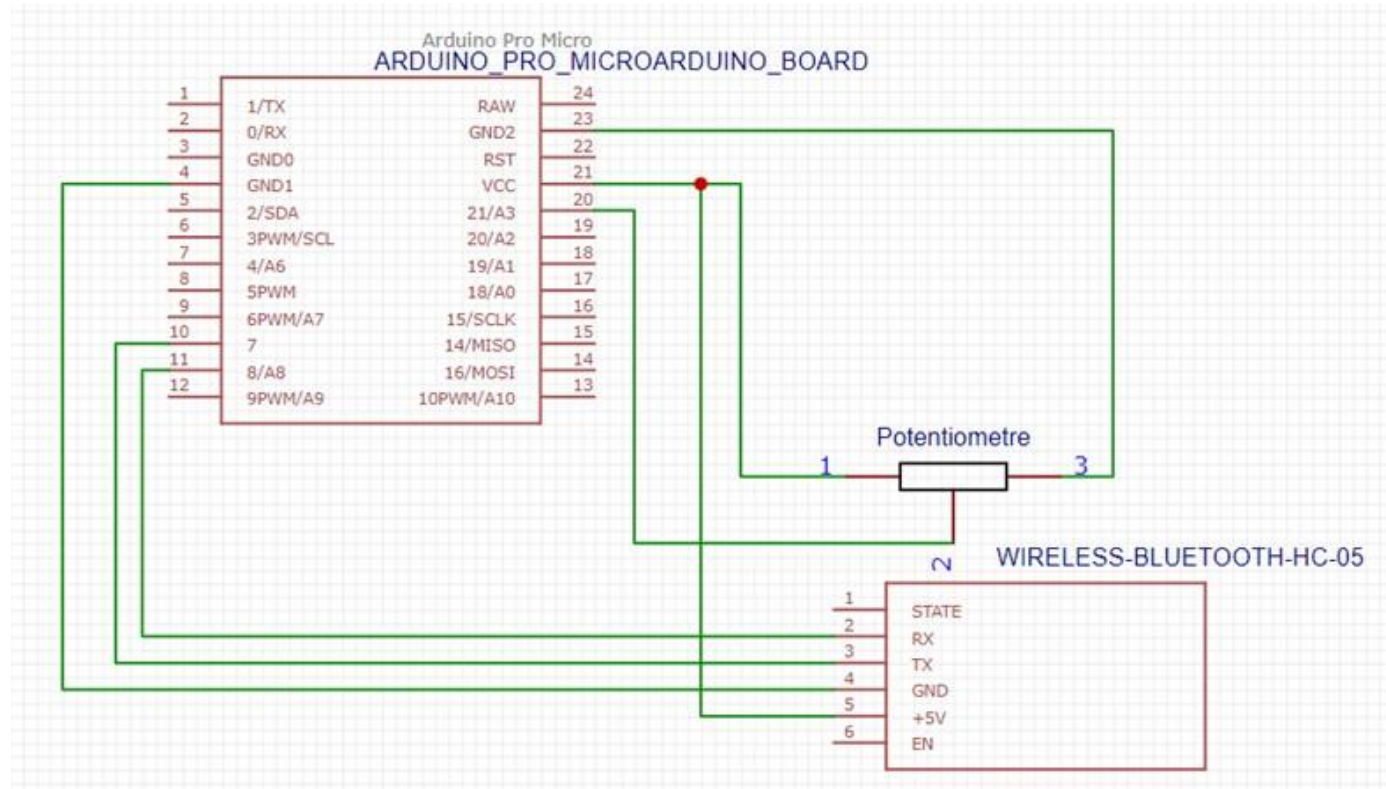 Arduino Pro Micro
ARDUINO_PRO_MICROARDUINO_BOARD
1 1/TX RAW 24
2 0/RX GND2 23
3 GND0 RST 22
4 GND1 VCC 21
5 2/SDA 21/A3 20
6 3PWM/SCL 20/A2 19
7 4/A6 19/A1 18
8 5PWM 18/A0 17
9 6PWM/A7 15/SCLK 16
10 7 14/MISO 15
11 8/A8 16/MOSI 14
12 9PWM/A9 10PWM/A10 13
Potentiometre
1 3
2
WIRELESS-BLUETOOTH-HC-05
1 STATE
2 RX
3 TX
4 GND
5 +5V
6 EN